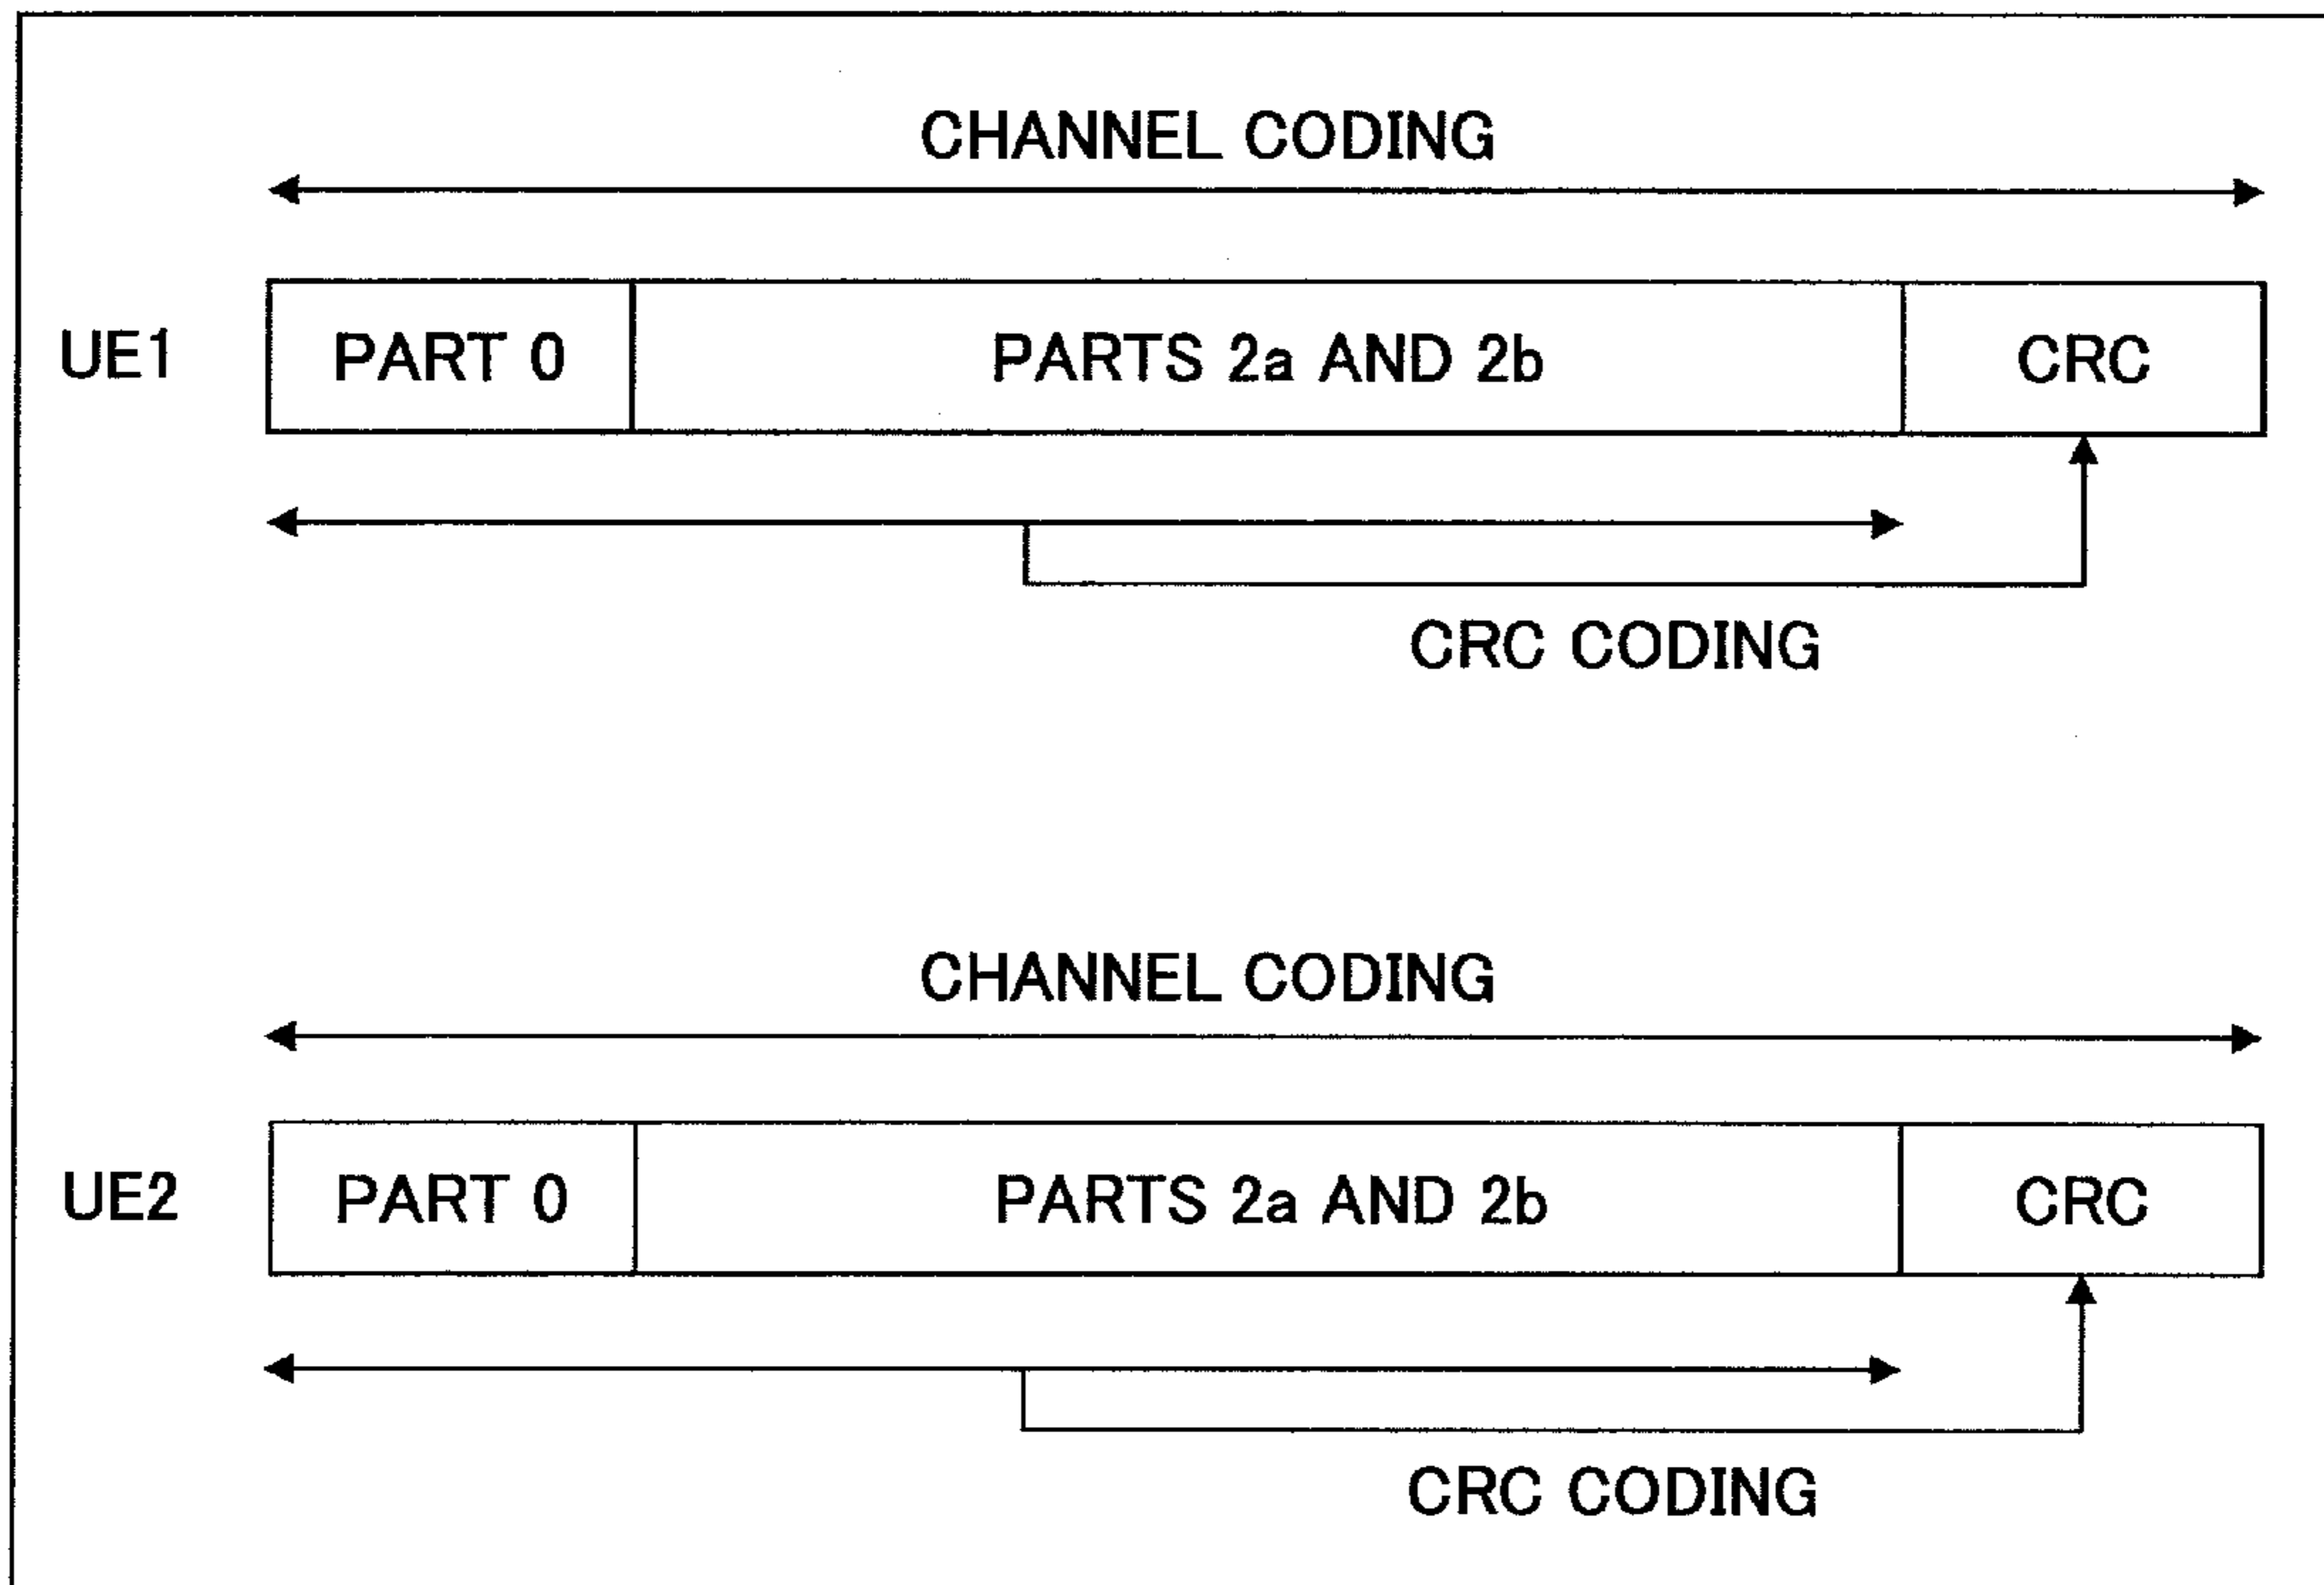 CHANNEL CODING
UE1 PART 0 PARTS 2a AND 2b CRC
CRC CODING
CHANNEL CODING
UE2 PART 0 PARTS 2a AND 2b CRC
CRC CODING